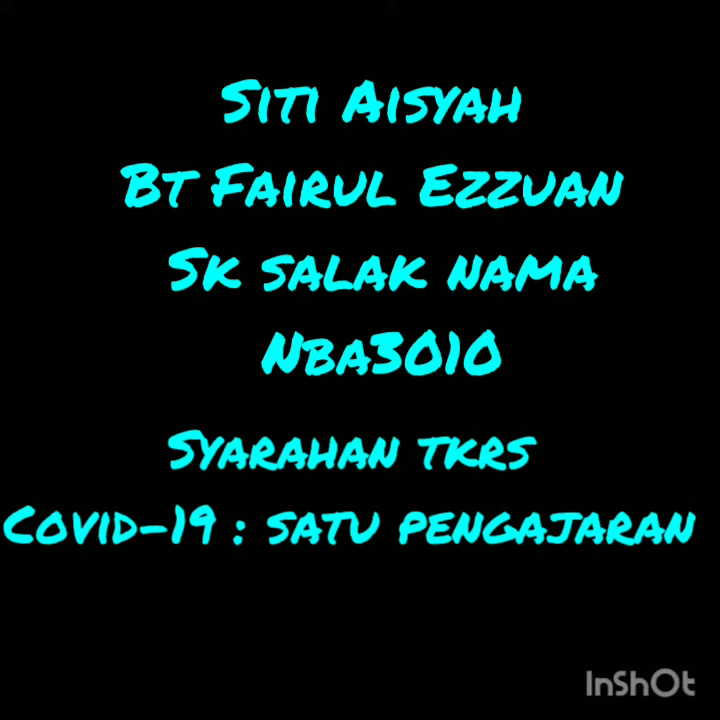 Siti Aisyah
Bt Fairul Ezzuan
Sk salak nama
Nba3010
Syarahan tkrs
Covid-19 : satu pengajaran
InShOt